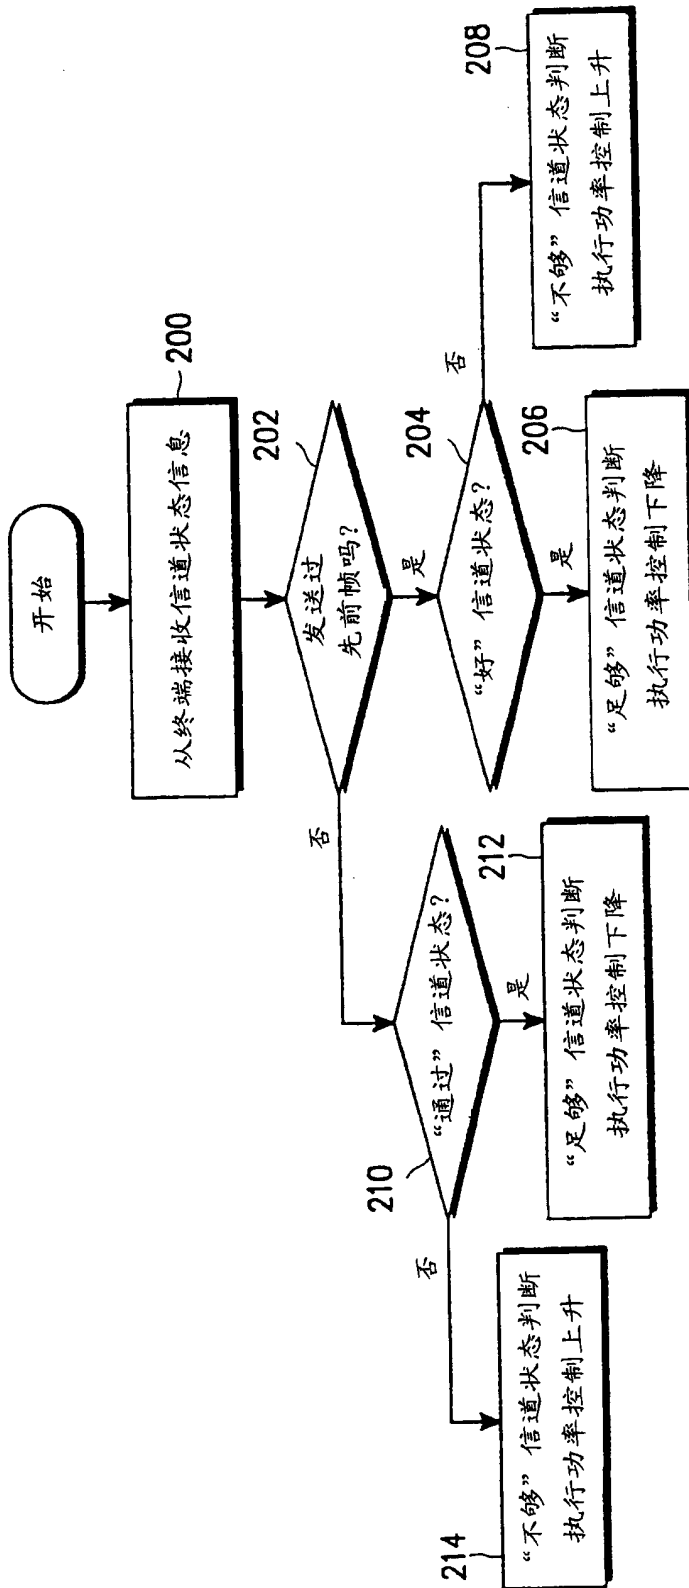 开始
200
从终端接收信道状态信息
202
发送过
先前帧吗?
是
否
204
“好” 信道状态?
否
是
208
“不够” 信道状态判断
执行功率控制上升
206
“足够” 信道状态判断
执行功率控制下降
210
“通过” 信道状态?
是
否
212
“足够” 信道状态判断
执行功率控制下降
214
“不够” 信道状态判断
执行功率控制上升